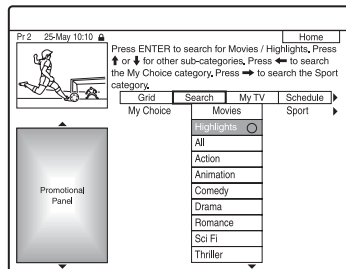 Pr 2 25-May 10:10
Home
Press ENTER to search for Movies / Highlights. Press
↑ or ↓ for other sub-categories. Press ← to search
the My Choice category. Press → to search the Sport
category.
Grid Search My TV Schedule
My Choice Movies Sport
Highlights
All
Action
Animation
Comedy
Drama
Romance
Sci Fi
Thriller
Promotional
Panel